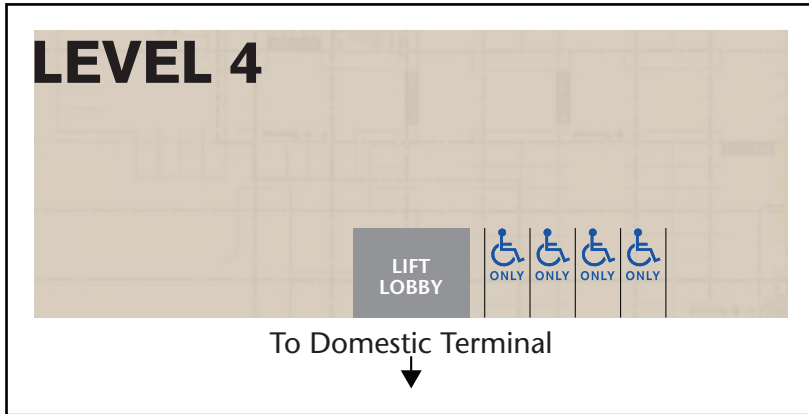 LEVEL 4
LIFT
LOBBY
ONLY ONLY ONLY ONLY
To Domestic Terminal